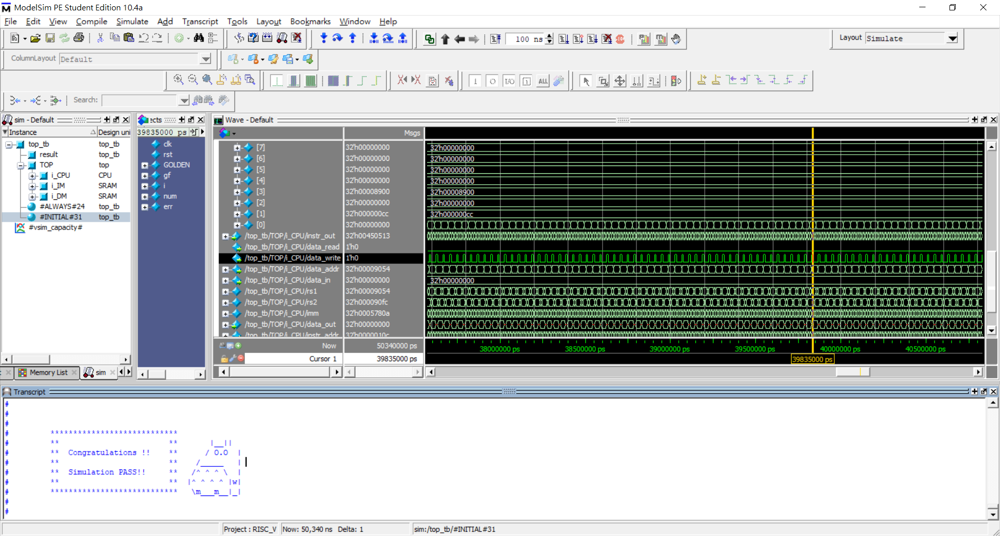 ModelSim PE Student Edition 10.4a
File Edit View Compile Simulate Add Transcript Tools Layout Bookmarks Window Help
100 ns
Layout Simulate
ColumnLayout Default
Search:
sim - Default
Instance Design uni
top_tb top_tb
result top_tb
TOP top
i_CPU CPU
i_IM SRAM
i_DM SRAM
#ALWAYS#24 top_tb
#INITIAL#31 top_tb
#vsim_capacity#
Memory List sim
ects
39835000 ps
clk
rst
GOLDEN
gf
i
num
err
Wave - Default
Msgs
[7] 32'h00000000 32'h00000000
[6] 32'h00000000 32'h00000000
[5] 32'h00000000 32'h00000000
[4] 32'h00000000 32'h00000000
[3] 32'h00008900 32'h00008900
[2] 32'h00000000 32'h00000000
[1] 32'h000000cc 32'h000000cc
[0] 32'h00000000
/top_tb/TOP/i_CPU/instr_out 32'h00450513
/top_tb/TOP/i_CPU/data_read 1'h0
/top_tb/TOP/i_CPU/data_write 1'h0
/top_tb/TOP/i_CPU/data_addr 32'h00009054
/top_tb/TOP/i_CPU/data_in 32'h00000000 32'h00000000
/top_tb/TOP/i_CPU/rs1 32'h00009054
/top_tb/TOP/i_CPU/rs2 32'h000090fc
/top_tb/TOP/i_CPU/imm 32'h0005780a
/top_tb/TOP/i_CPU/data_out 32'h00000000
/top_tb/TOP/i_CPU/instr_addr 32'h0000010c
Now 50340000 ps 38000000 ps 38500000 ps 39000000 ps 39500000 ps 40000000 ps 40500000 ps
Cursor 1 39835000 ps 39835000 ps
Transcript
#
#
#
# ****************************
# ** ** |__||
# ** Congratulations !! ** / O.O |
# ** ** /_____ |
# ** Simulation PASS!! ** /^ ^ ^ \ |
# ** ** |^ ^ ^ ^ |w|
# **************************** \m___m__|_|
#
#
Project : RISC_V Now: 50,340 ns Delta: 1 sim:/top_tb/#INITIAL#31